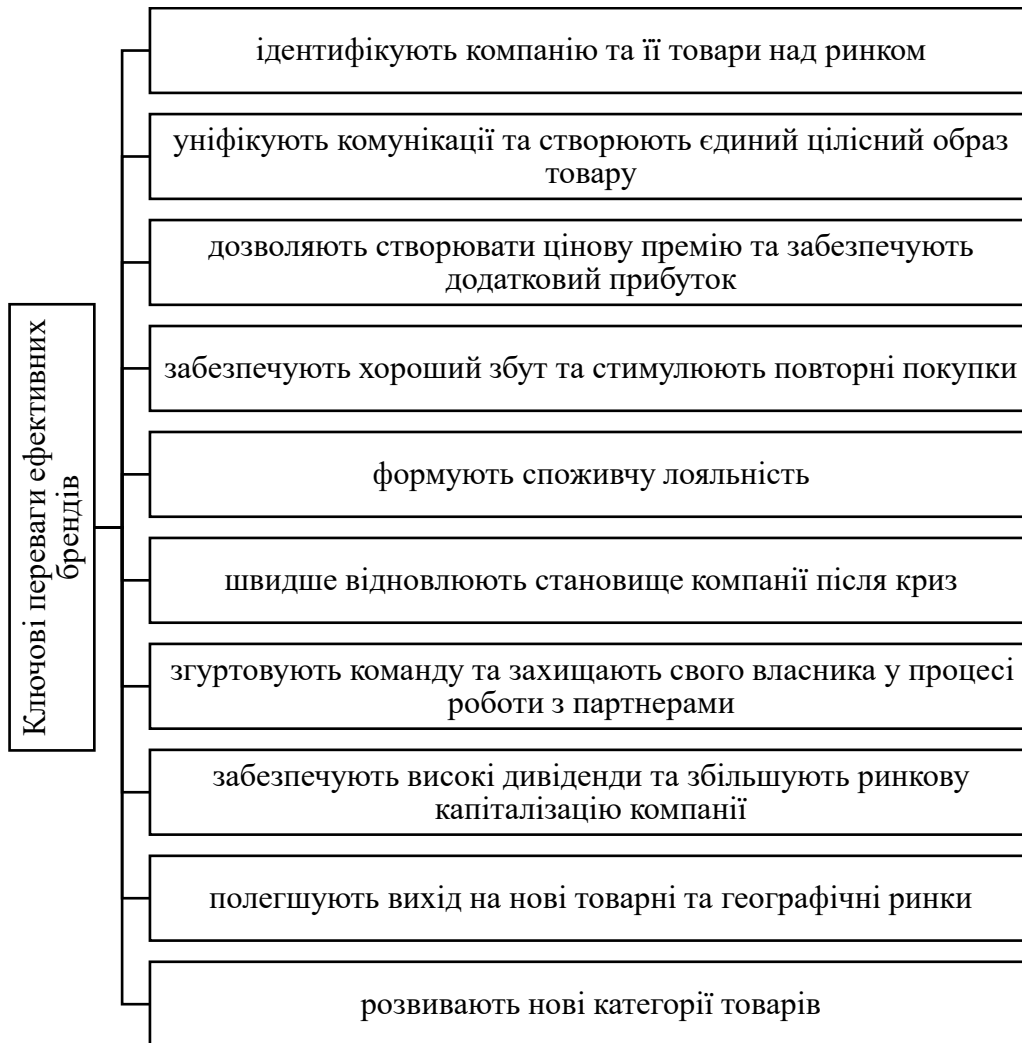 Ключові переваги ефективних
брендів
ідентифікують компанію та її товари над ринком
уніфікують комунікації та створюють єдиний цілісний образ
товару
дозволяють створювати цінову премію та забезпечують
додатковий прибуток
забезпечують хороший збут та стимулюють повторні покупки
формують споживчу лояльність
швидше відновлюють становище компанії після криз
згуртовують команду та захищають свого власника у процесі
роботи з партнерами
забезпечують високі дивіденди та збільшують ринкову
капіталізацію компанії
полегшують вихід на нові товарні та географічні ринки
розвивають нові категорії товарів